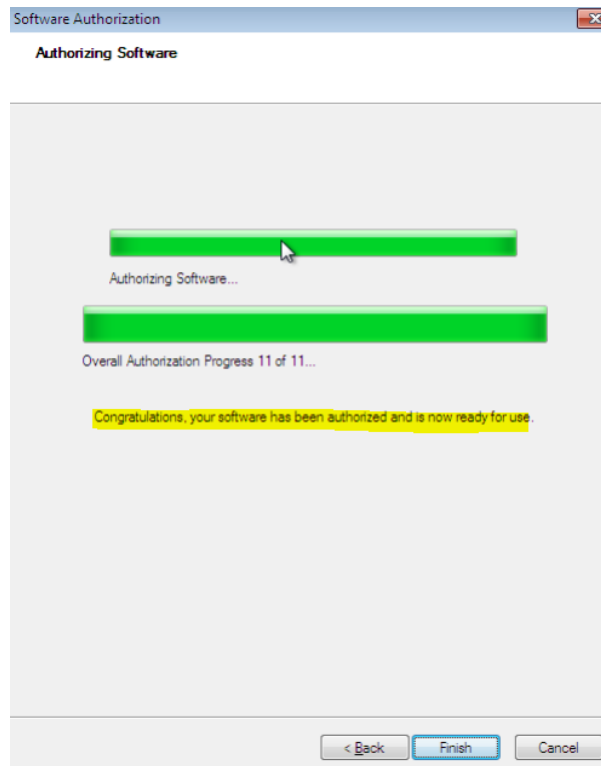 Software Authorization
Authorizing Software
Authorizing Software...
Overall Authorization Progress 11 of 11...
Congratulations, your software has been authorized and is now ready for use.
< Back
Finish
Cancel